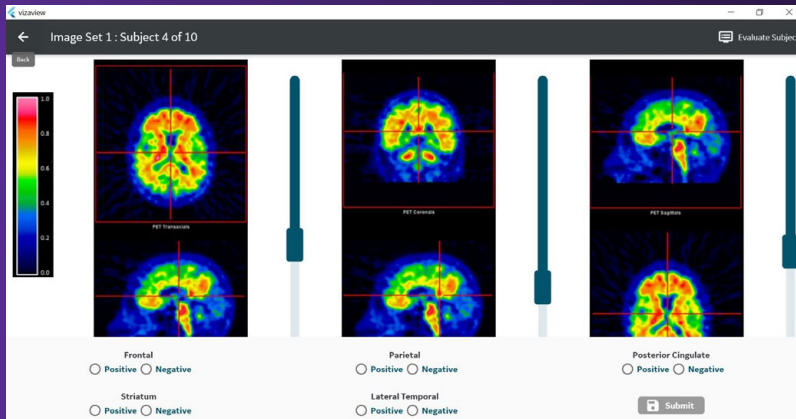 vizaview
Image Set 1 : Subject 4 of 10
Evaluate Subjec
Back
1.0
0.8
0.6
0.4
0.2
0.0
PET Transaxials
PET Coronals
PET Sagittals
Frontal
Positive Negative
Parietal
Positive Negative
Posterior Cingulate
Positive Negative
Striatum
Positive Negative
Lateral Temporal
Positive Negative
Submit